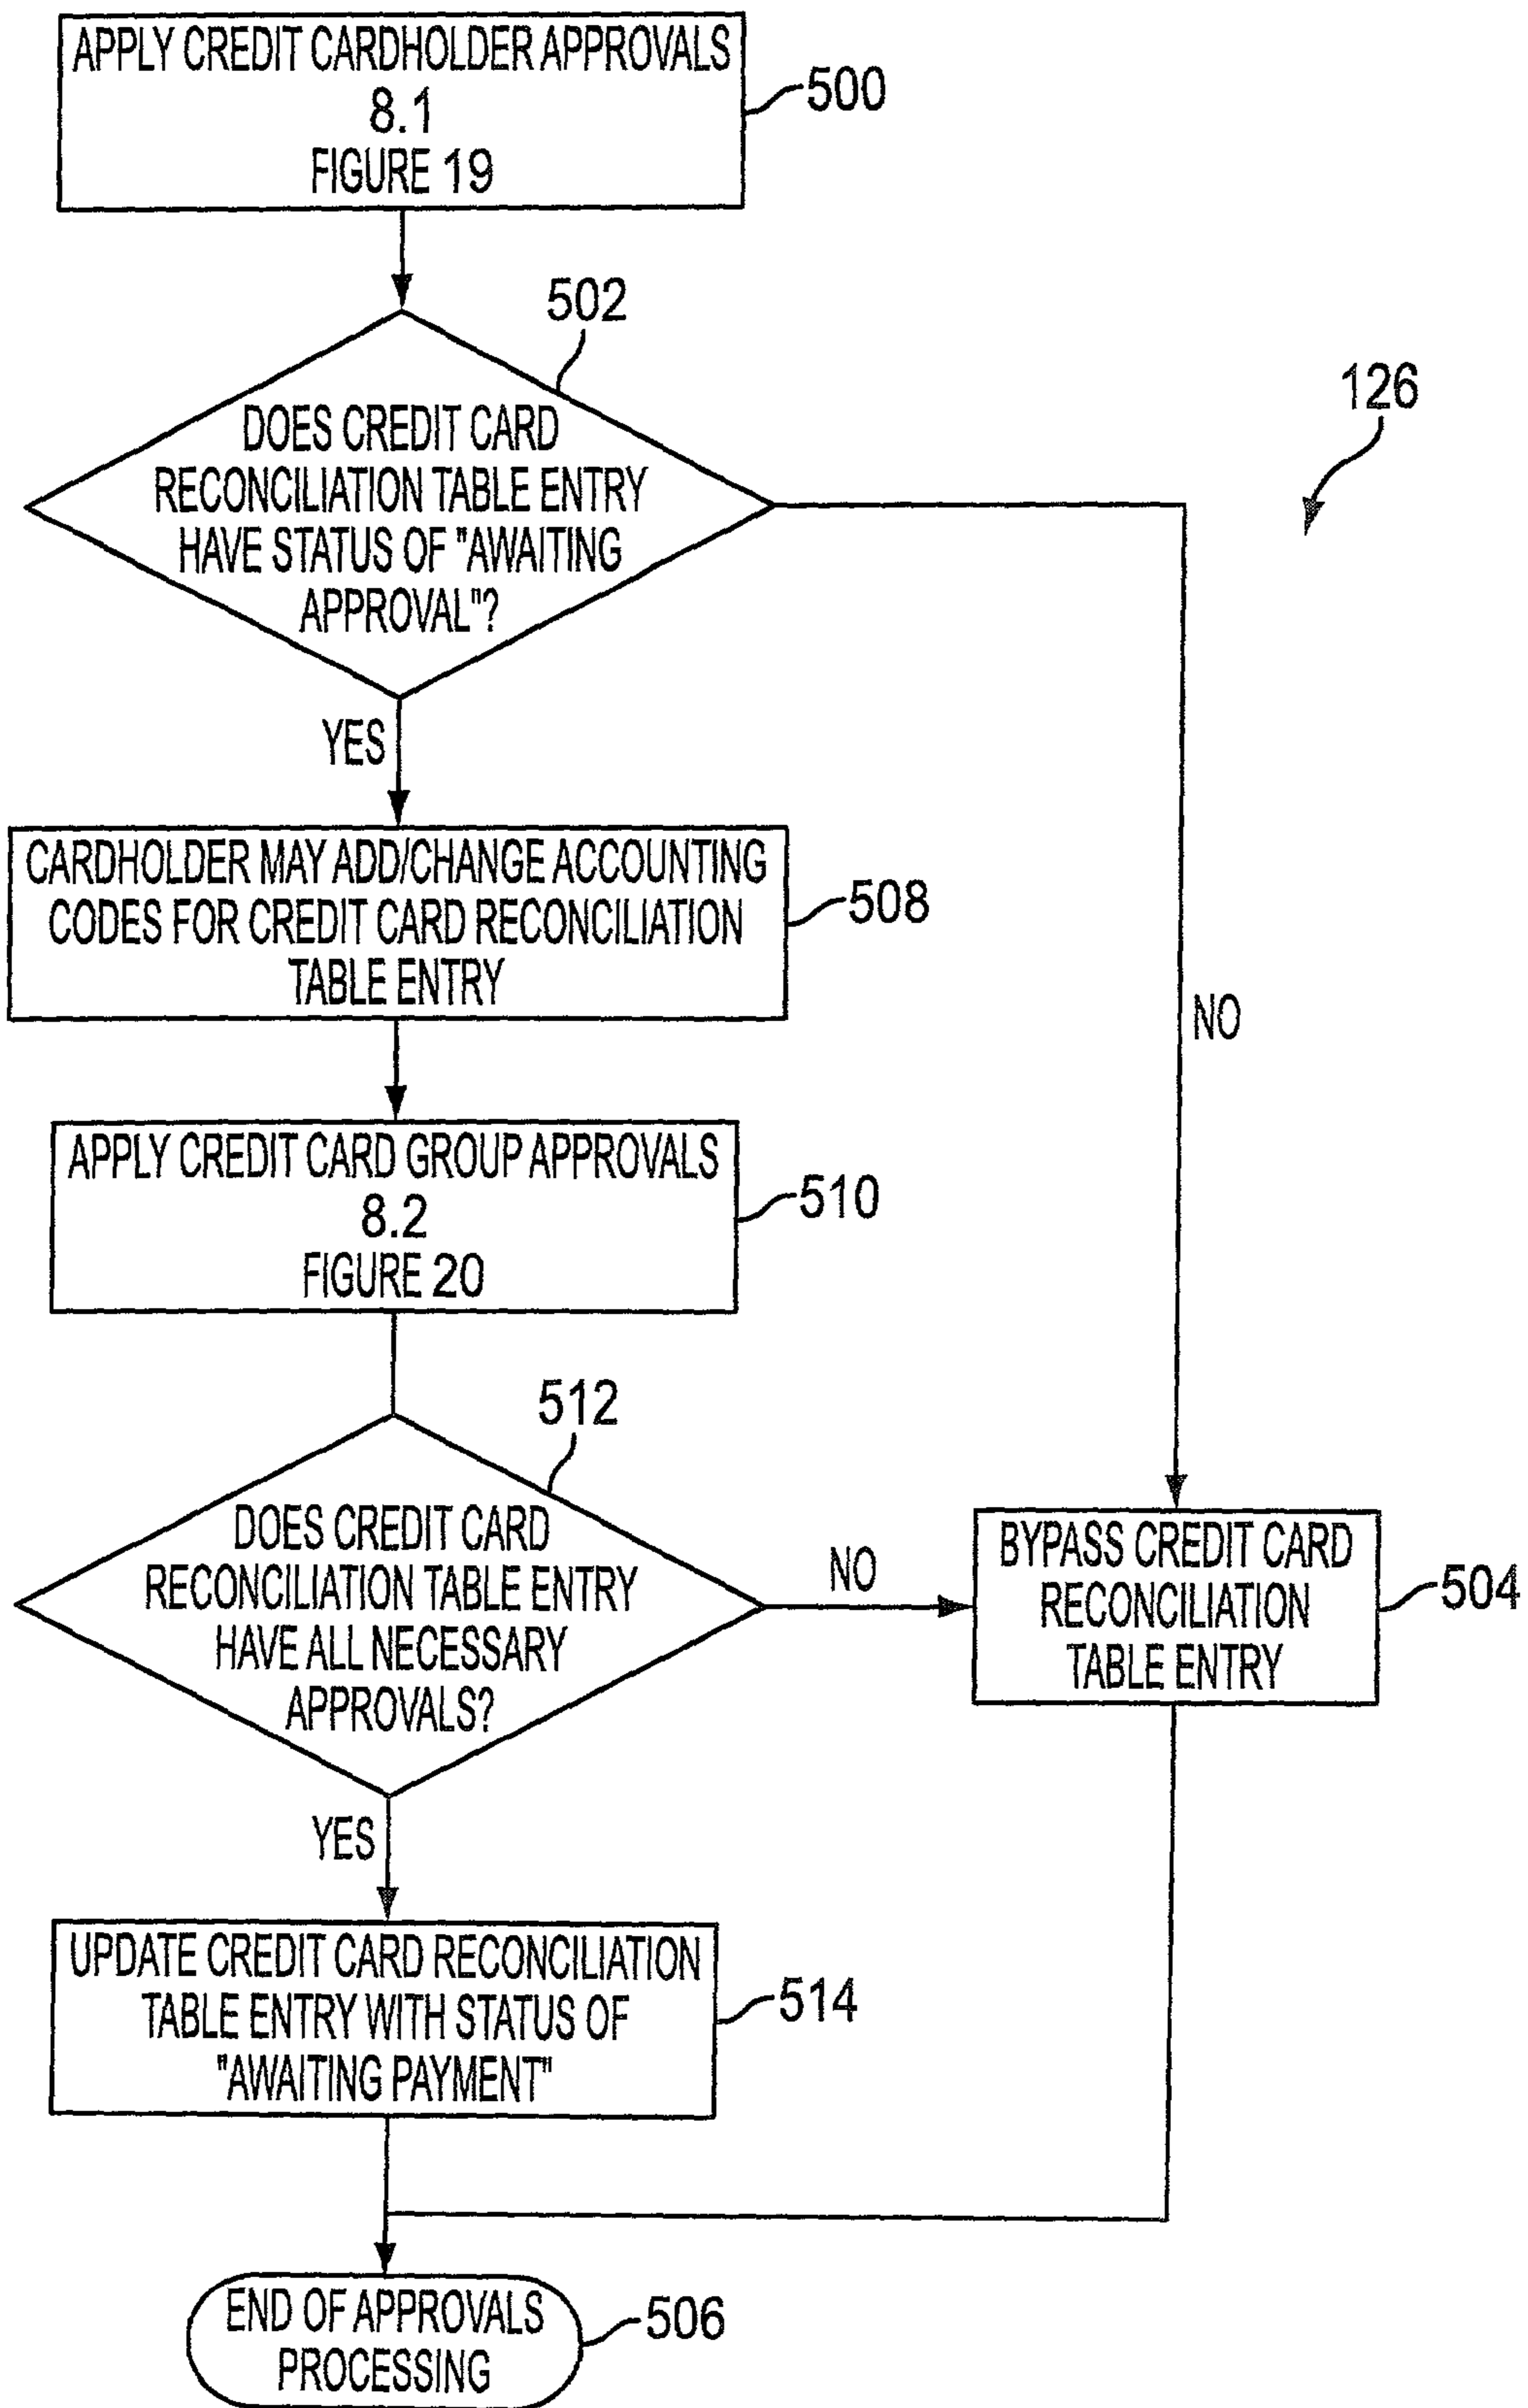 APPLY CREDIT CARDHOLDER APPROVALS
8.1
FIGURE 19
500
502
DOES CREDIT CARD
RECONCILIATION TABLE ENTRY
HAVE STATUS OF "AWAITING
APPROVAL"?
126
YES
CARDHOLDER MAY ADD/CHANGE ACCOUNTING
CODES FOR CREDIT CARD RECONCILIATION
TABLE ENTRY
508
NO
APPLY CREDIT CARD GROUP APPROVALS
8.2
FIGURE 20
510
512
DOES CREDIT CARD
RECONCILIATION TABLE ENTRY
HAVE ALL NECESSARY
APPROVALS?
NO
BYPASS CREDIT CARD
RECONCILIATION
TABLE ENTRY
504
YES
UPDATE CREDIT CARD RECONCILIATION
TABLE ENTRY WITH STATUS OF
"AWAITING PAYMENT"
514
END OF APPROVALS
PROCESSING
506